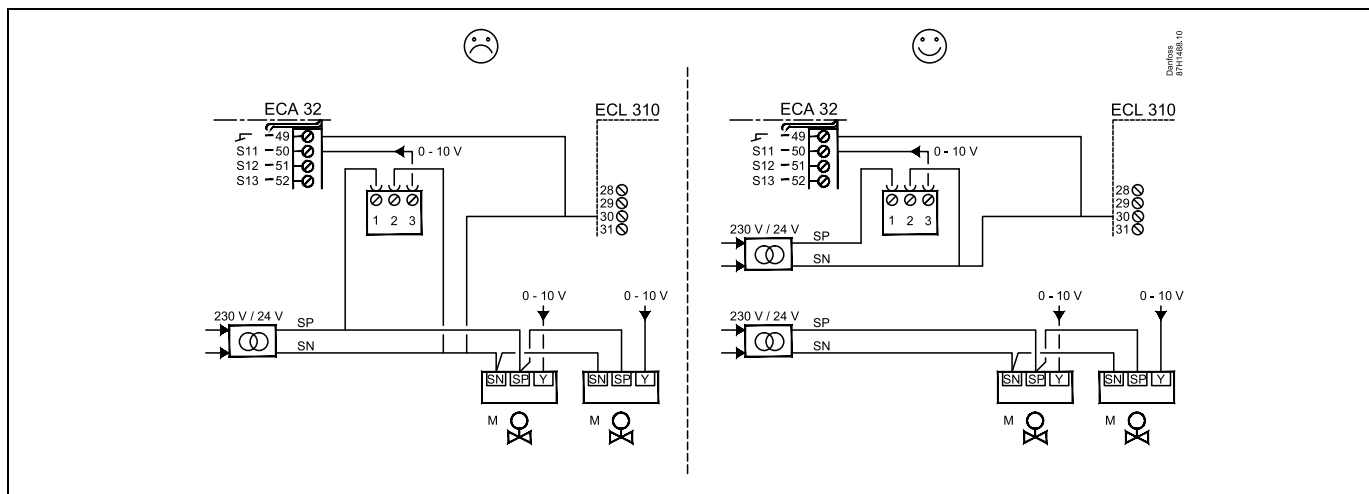 Danfoss
87H1488.10
ECA 32
49
S11 50
S12 51
S13 52
0 - 10 V
1 2 3
ECL 310
28
29
30
31
230 V / 24 V
SP
SN
0 - 10 V
0 - 10 V
SN SP Y
SN SP Y
M
M
ECA 32
49
S11 50
S12 51
S13 52
0 - 10 V
1 2 3
ECL 310
28
29
30
31
230 V / 24 V
SP
SN
230 V / 24 V
SP
SN
0 - 10 V
0 - 10 V
SN SP Y
SN SP Y
M
M